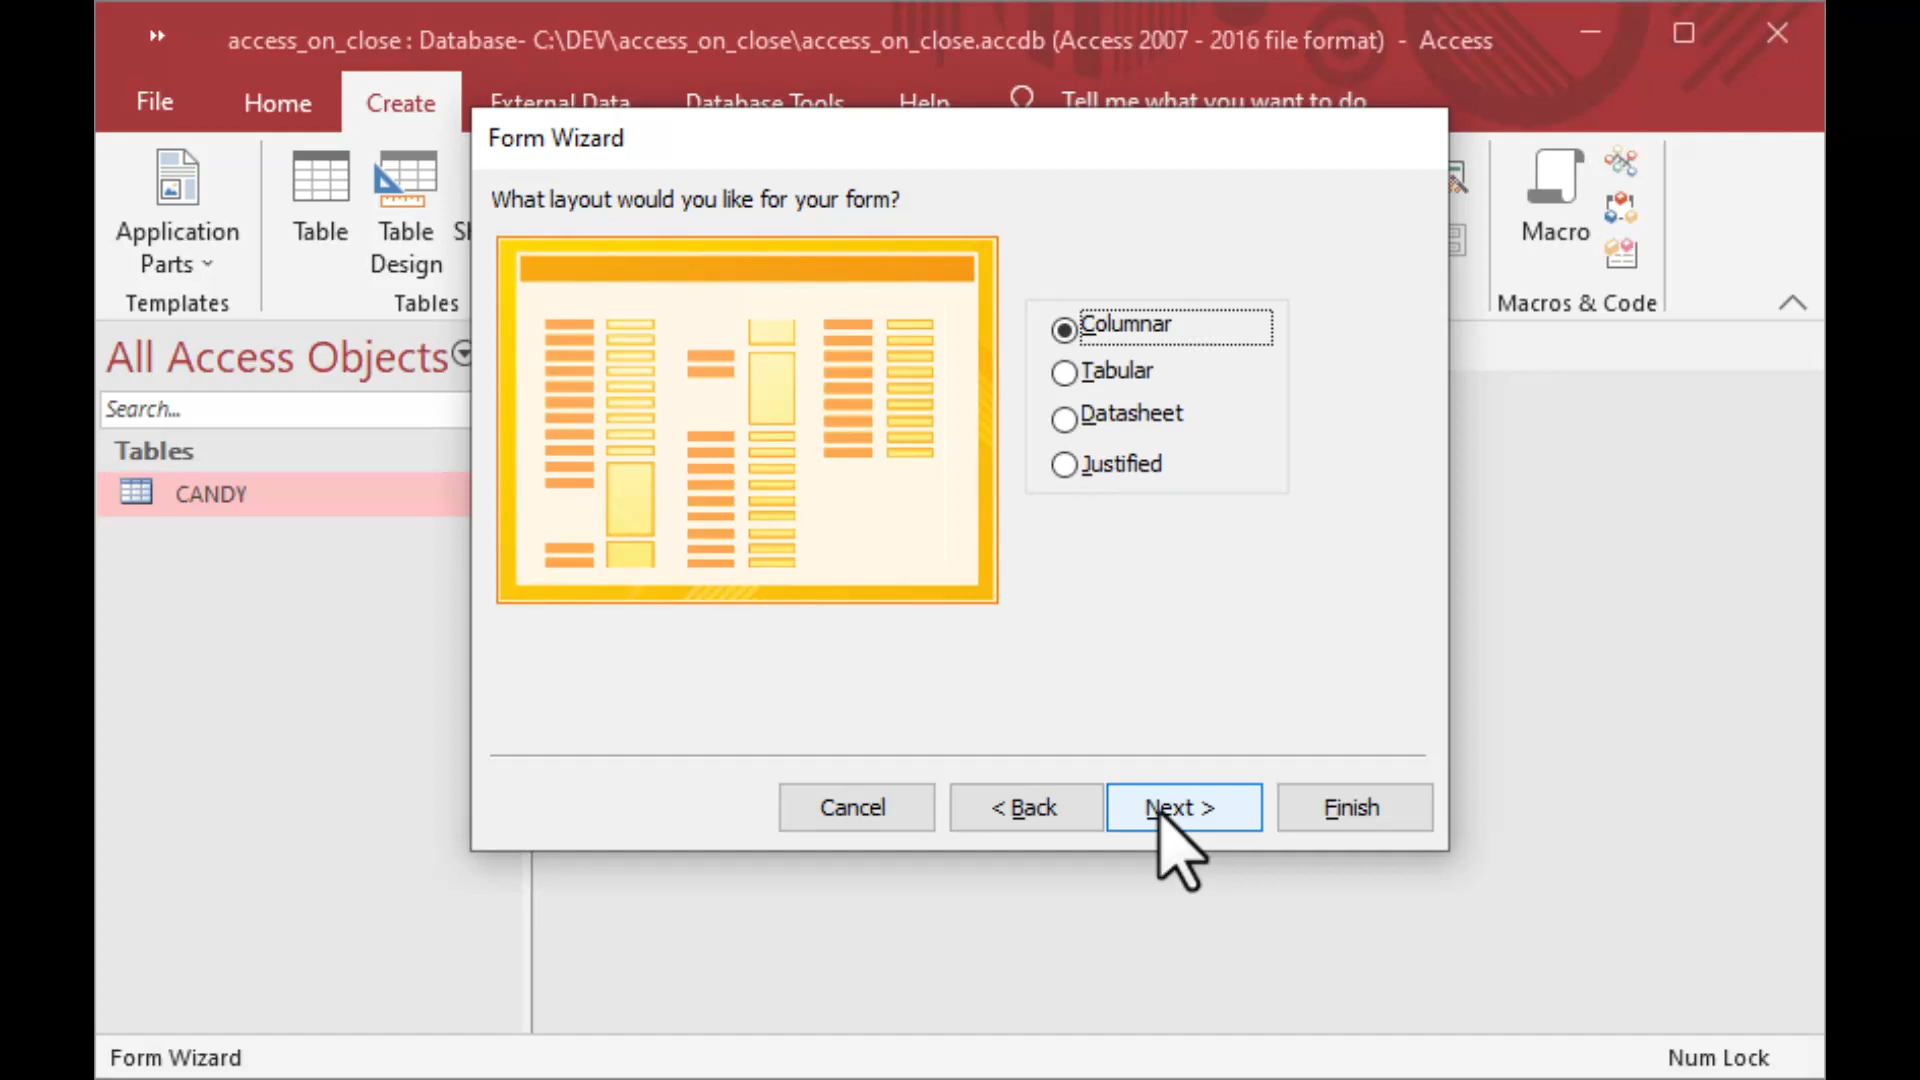 access_on_close : Database- C:\DEV\access_on_close\access_on_close.accdb (Access 2007 - 2016 file format) - Access
File Home Create External Data Database Tools Help Tell me what you want to do
Form Wizard
What layout would you like for your form?
Application
Parts
Templates
Table
Table
Design
Tables
Macro
Macros & Code
All Access Objects
Search...
Tables
CANDY
Columnar
Tabular
Datasheet
Justified
Cancel < Back Next > Finish
Form Wizard Num Lock